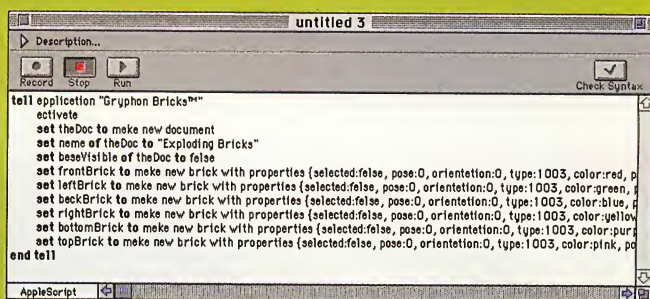 untitled 3
Description...
Record Stop Run Check Syntax
tell application "Gryphon Bricks™"
activate
set theDoc to make new document
set name of theDoc to "Exploding Bricks"
set baseVisible of theDoc to false
set frontBrick to make new brick with properties {selected:false, pose:0, orientation:0, type:1003, color:red, p
set leftBrick to make new brick with properties {selected:false, pose:0, orientation:0, type:1003, color:green, p
set backBrick to make new brick with properties {selected:false, pose:0, orientation:0, type:1003, color:blue, p
set rightBrick to make new brick with properties {selected:false, pose:0, orientation:0, type:1003, color:yellow
set bottomBrick to make new brick with properties {selected:false, pose:0, orientation:0, type:1003, color:purp
set topBrick to make new brick with properties {selected:false, pose:0, orientation:0, type:1003, color:pink, po
end tell
AppleScript